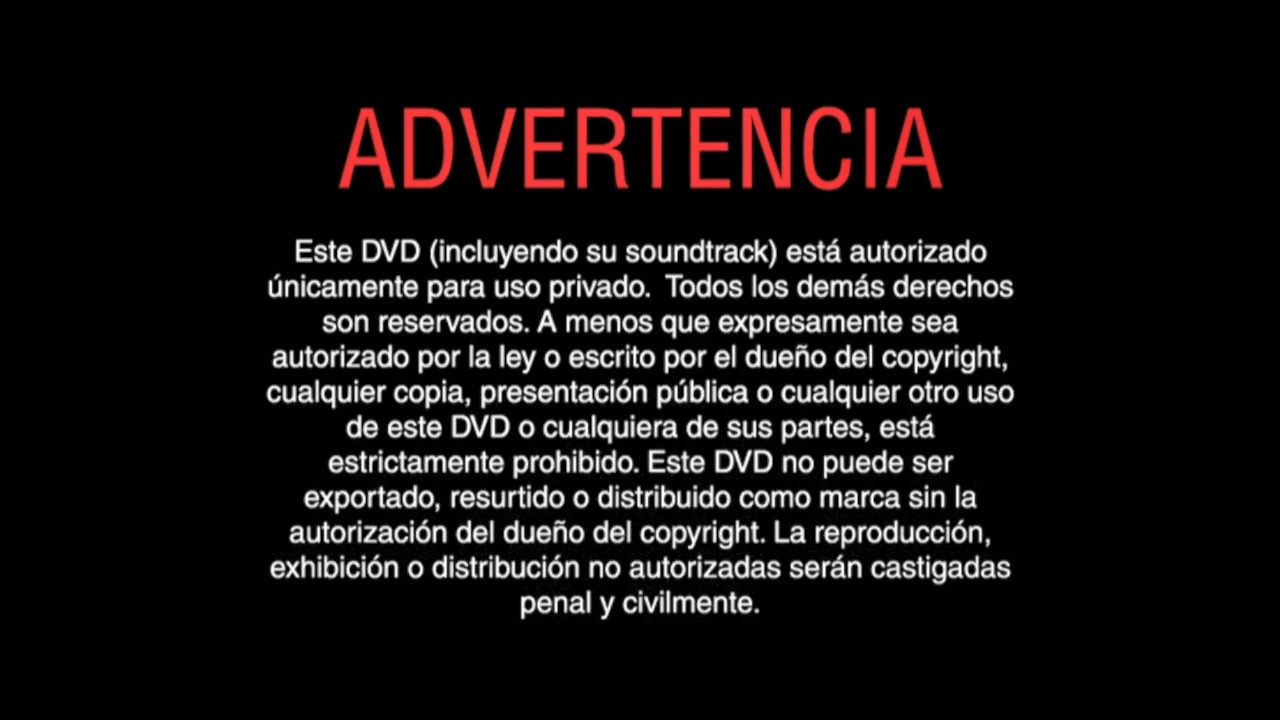 ADVERTENCIA
Este DVD (incluyendo su soundtrack) está autorizado
únicamente para uso privado.  Todos los demás derechos
son reservados. A menos que expresamente sea
autorizado por la ley o escrito por el dueño del copyright,
cualquier copia, presentación pública o cualquier otro uso
de este DVD o cualquiera de sus partes, está
estrictamente prohibido. Este DVD no puede ser
exportado, resurtido o distribuido como marca sin la
autorización del dueño del copyright. La reproducción,
exhibición o distribución no autorizadas serán castigadas
penal y civilmente.